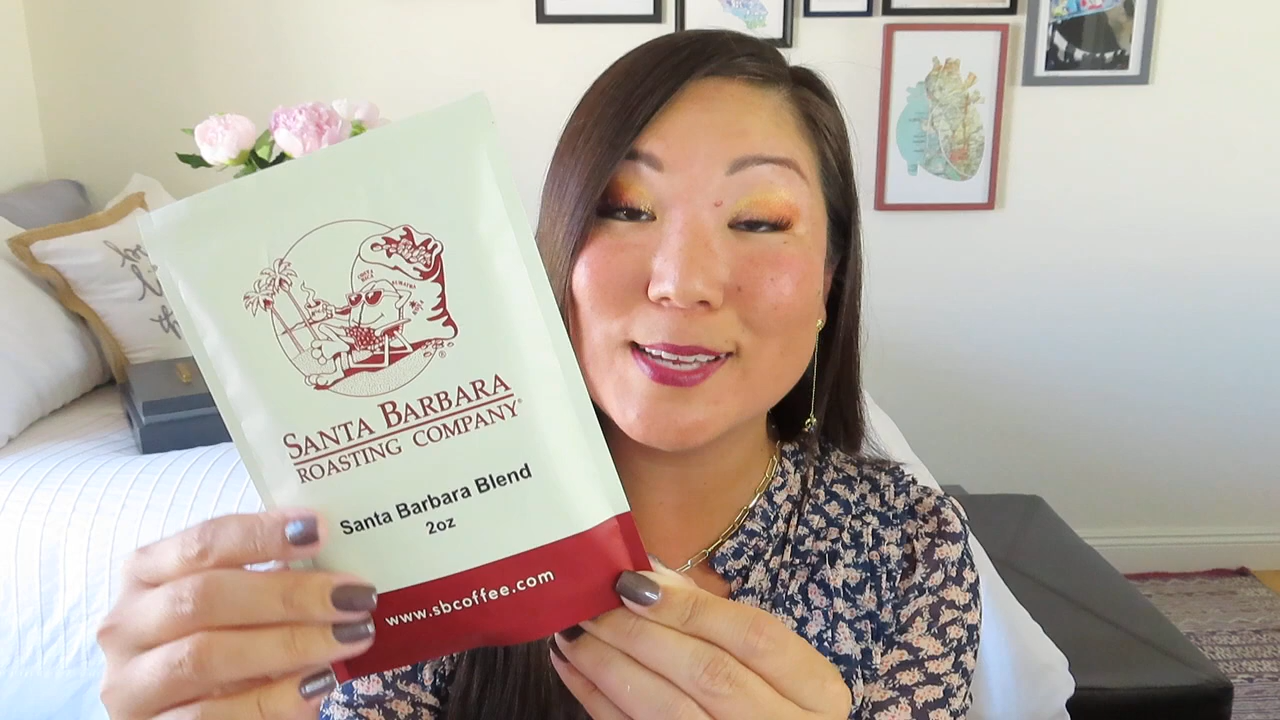 SANTA BARBARA
ROASTING COMPANY®
Santa Barbara Blend
2oz
www.sbcoffee.com